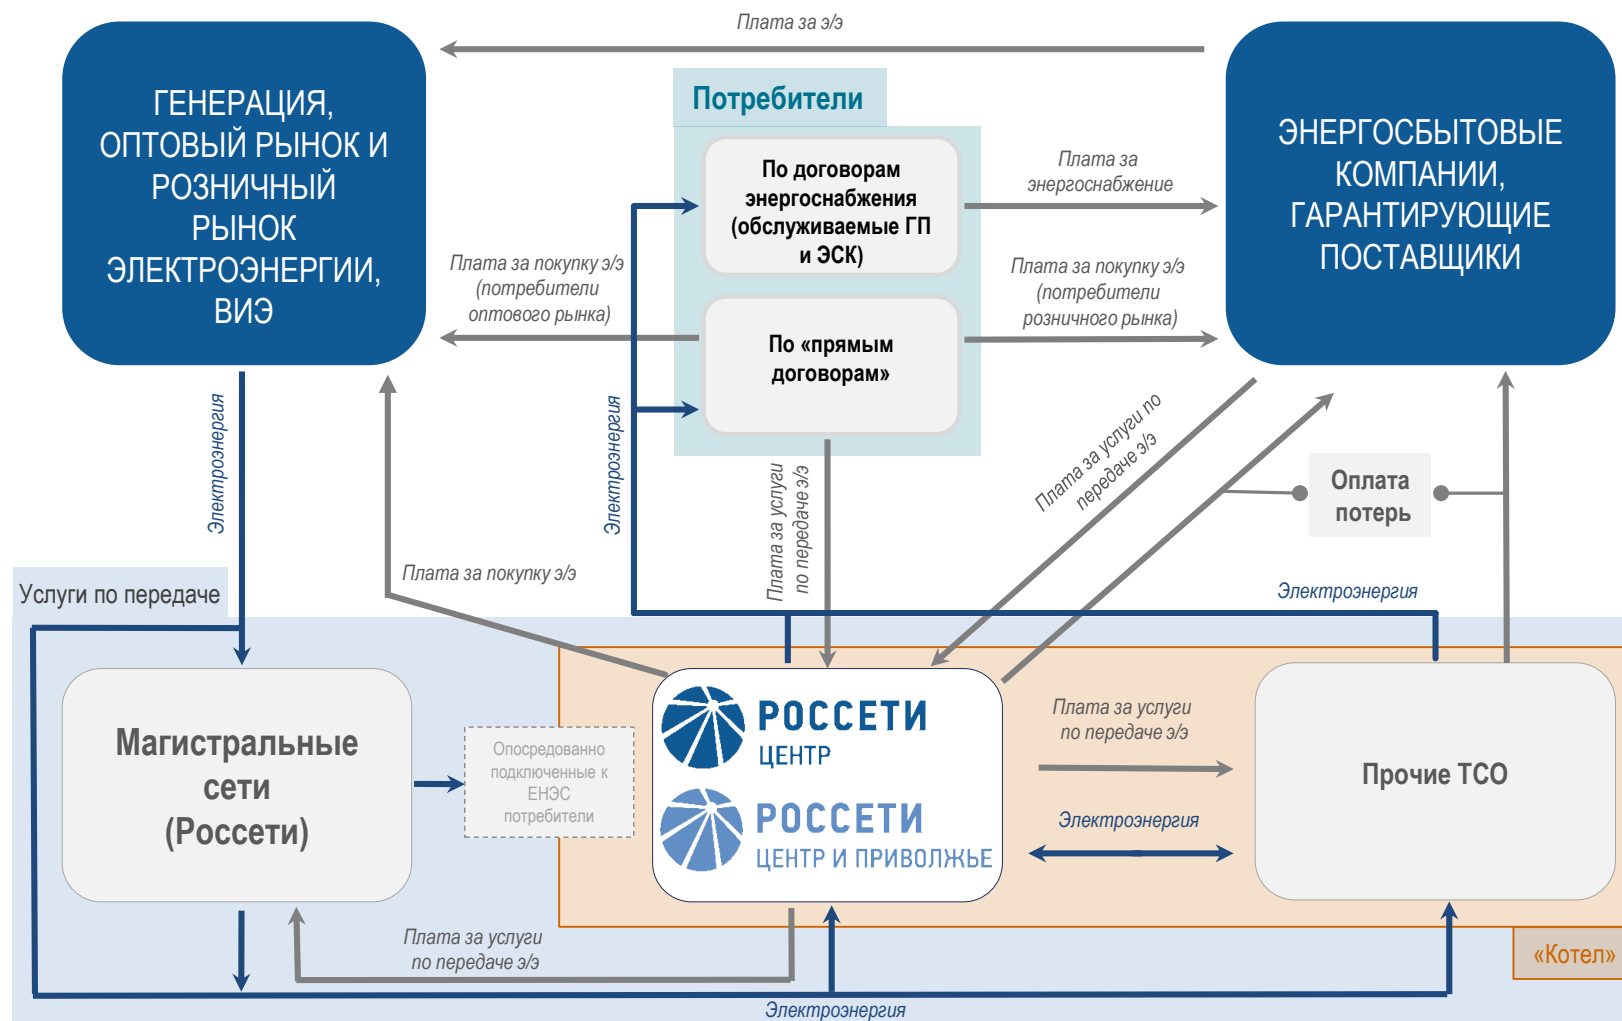 Плата за э/э
ГЕНЕРАЦИЯ,
ОПТОВЫЙ РЫНОК И
РОЗНИЧНЫЙ
РЫНОК
ЭЛЕКТРОЭНЕРГИИ,
ВИЭ
Потребители
По договорам
энергоснабжения
(обслуживаемые ГП
и ЭСК)
По «прямым
договорам»
ЭНЕРГОСБЫТОВЫЕ
КОМПАНИИ,
ГАРАНТИРУЮЩИЕ
ПОСТАВЩИКИ
Плата за
энергоснабжение
Плата за покупку э/э
(потребители
оптового рынка)
Плата за покупку э/э
(потребители
розничного рынка)
Электроэнергия
Электроэнергия
Плата за услуги
по передаче э/э
Плата за услуги по
передаче э/э
Оплата
потерь
Плата за покупку э/э
Электроэнергия
Услуги по передаче
Магистральные
сети
(Россети)
Опосредованно
подключенные к
ЕНЭС
потребители
РОССЕТИ
ЦЕНТР
РОССЕТИ
ЦЕНТР И ПРИВОЛЖЬЕ
Плата за услуги
по передаче э/э
Электроэнергия
Прочие ТСО
Плата за услуги
по передаче э/э
«Котел»
Электроэнергия